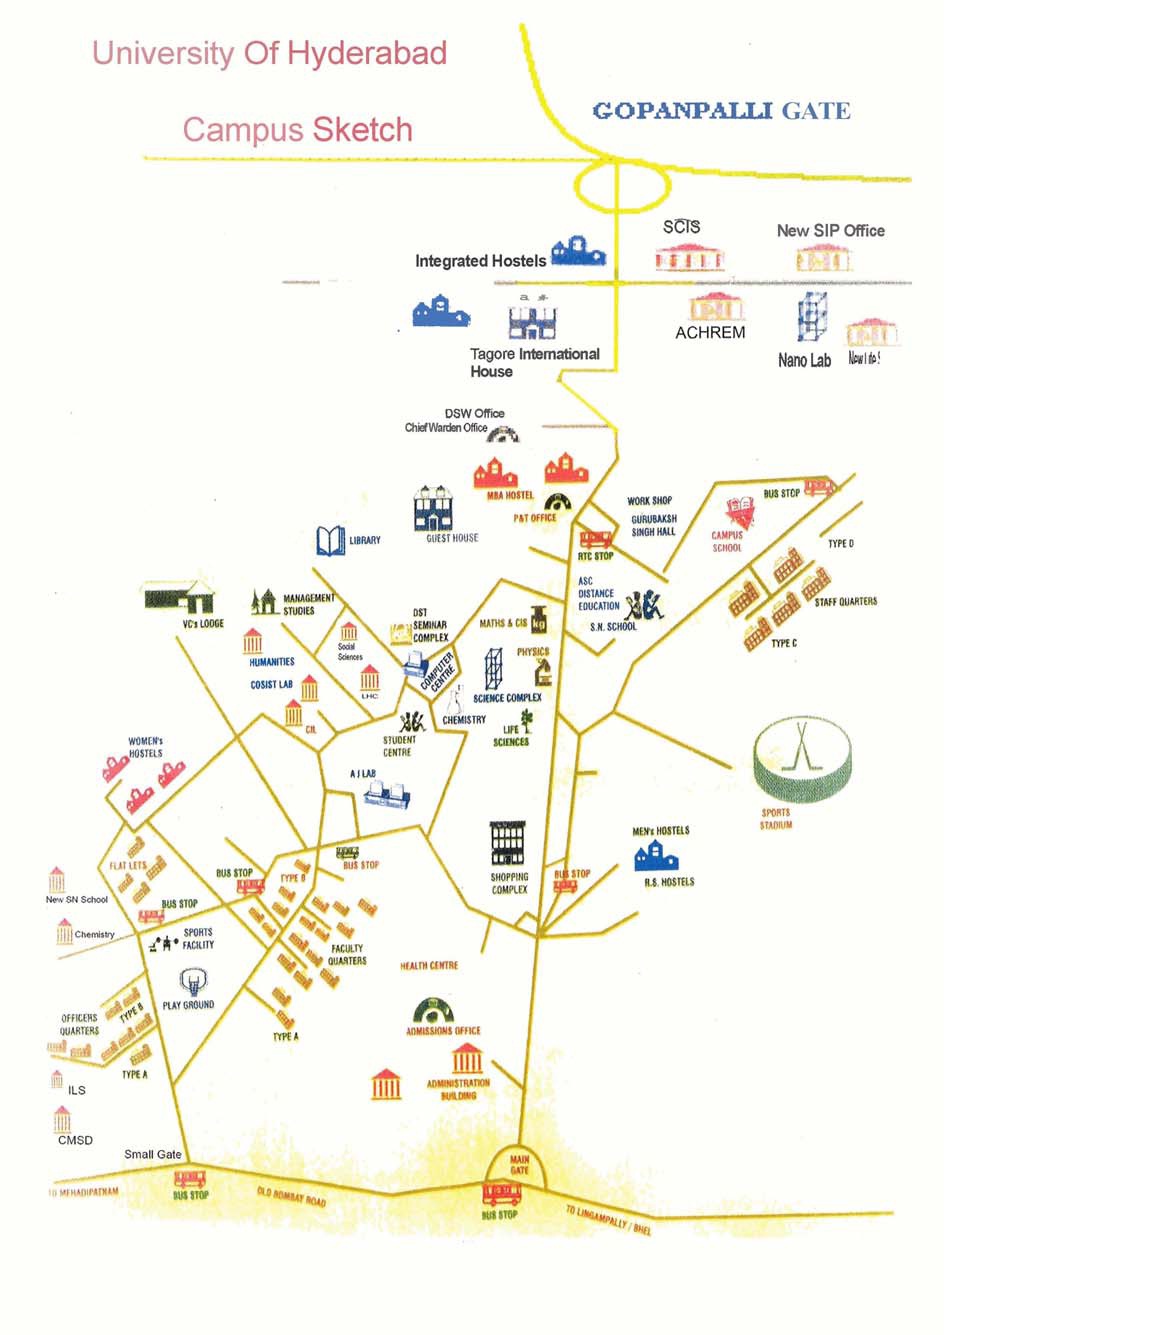 University Of Hyderabad
Campus Sketch
GOPANPALLI GATE
SCIS
New SIP Office
Integrated Hostels
ACHREM
Tagore International
House
Nano Lab
DSW Office
Chief Warden Office
MBA HOSTEL
P&T OFFICE
WORK SHOP
GURUBAKSH
SINGH HALL
BUS STOP
CAMPUS
SCHOOL
TYPE D
GUEST HOUSE
LIBRARY
RTC STOP
ASC
DISTANCE
EDUCATION
S.N. SCHOOL
STAFF QUARTERS
TYPE C
VC's LODGE
MANAGEMENT
STUDIES
DST
SEMINAR
COMPLEX
MATHS & CIS
kg
Social
Sciences
HUMANITIES
PHYSICS
COMPUTER
CENTRE
COSIST LAB
LHC
SCIENCE COMPLEX
CHEMISTRY
CIL
STUDENT
CENTRE
LIFE
SCIENCES
WOMEN's
HOSTELS
A J LAB
SPORTS
STADIUM
MEN's HOSTELS
R.S. HOSTELS
SHOPPING
COMPLEX
BUS STOP
BUS STOP
FLAT LETS
BUS STOP
TYPE B
New SN School
BUS STOP
Chemistry
SPORTS
FACILITY
FACULTY
QUARTERS
HEALTH CENTRE
PLAY GROUND
OFFICERS
QUARTERS
TYPE B
TYPE A
ADMISSIONS OFFICE
TYPE A
ILS
ADMINISTRATION
BUILDING
CMSD
Small Gate
MAIN
GATE
TO MEHADIPATNAM
BUS STOP
OLD BOMBAY ROAD
BUS STOP
TO LINGAMPALLY / BHEL